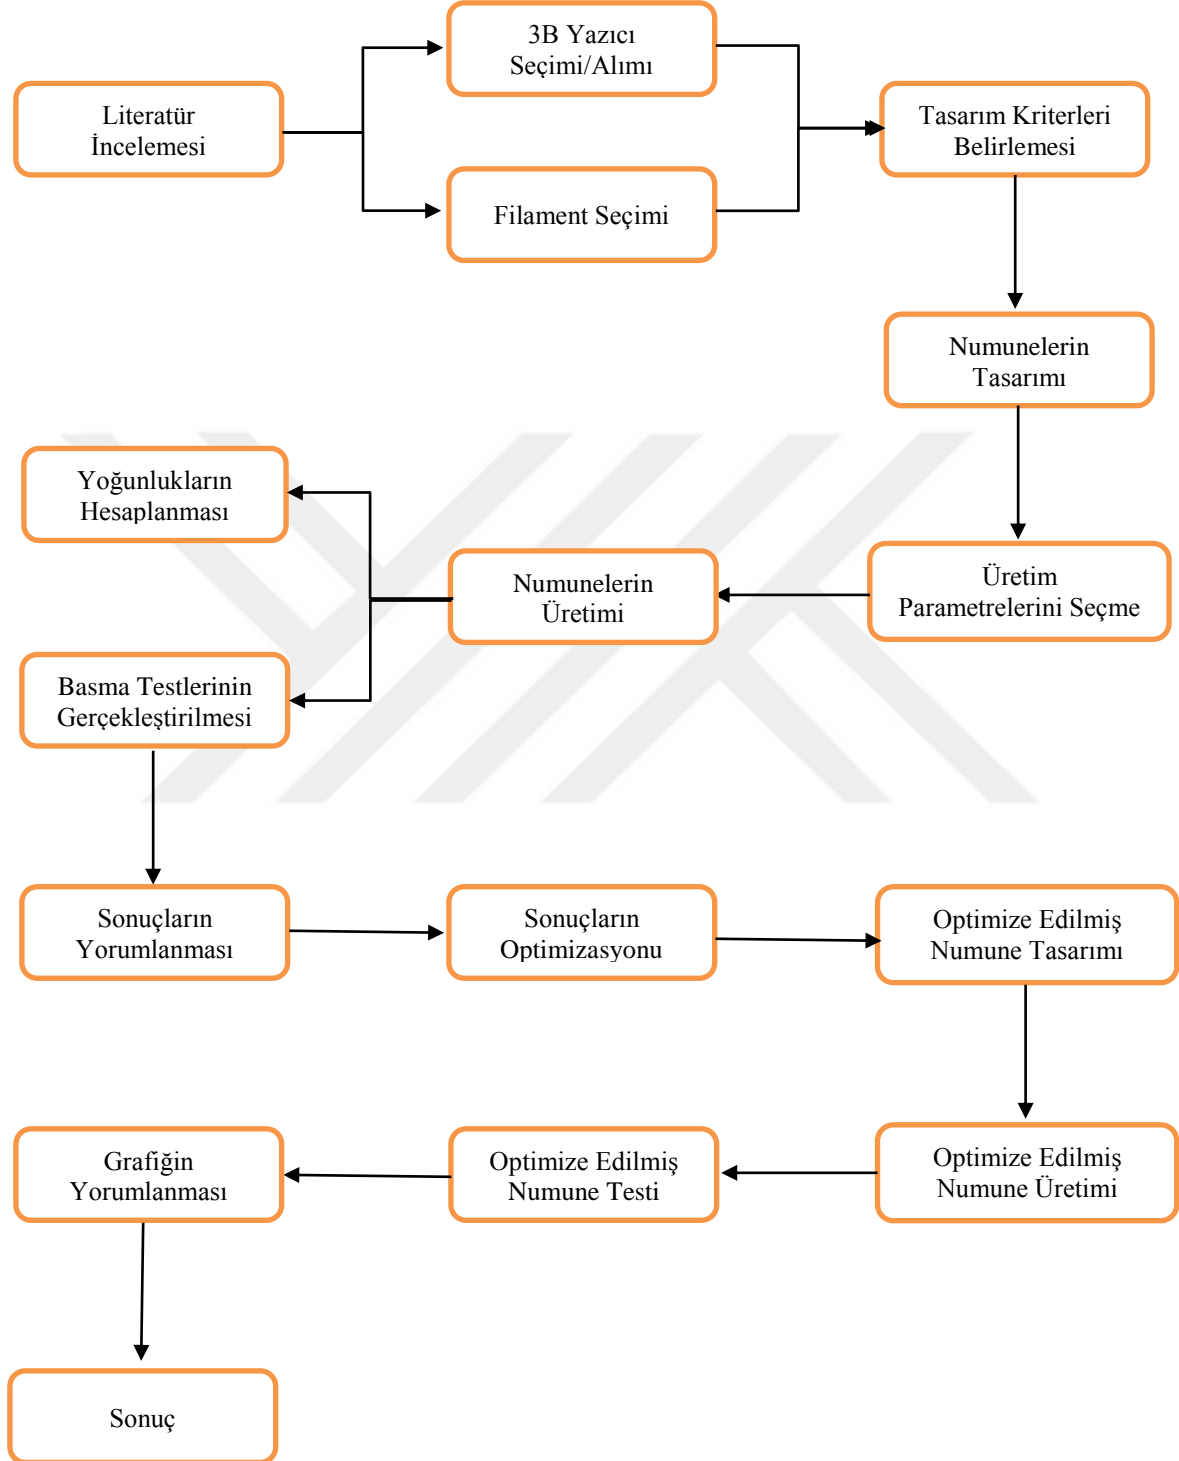 3B Yazıcı
Seçimi/Alımı
Literatür
İncelemesi
Tasarım Kriterleri
Belirlemesi
Filament Seçimi
Numunelerin
Tasarımı
Yoğunlukların
Hesaplanması
Numunelerin
Üretimi
Üretim
Parametrelerini Seçme
Basma Testlerinin
Gerçekleştirilmesi
Sonuçların
Yorumlanması
Sonuçların
Optimizasyonu
Optimize Edilmiş
Numune Tasarımı
Grafiğin
Yorumlanması
Optimize Edilmiş
Numune Testi
Optimize Edilmiş
Numune Üretimi
Sonuç